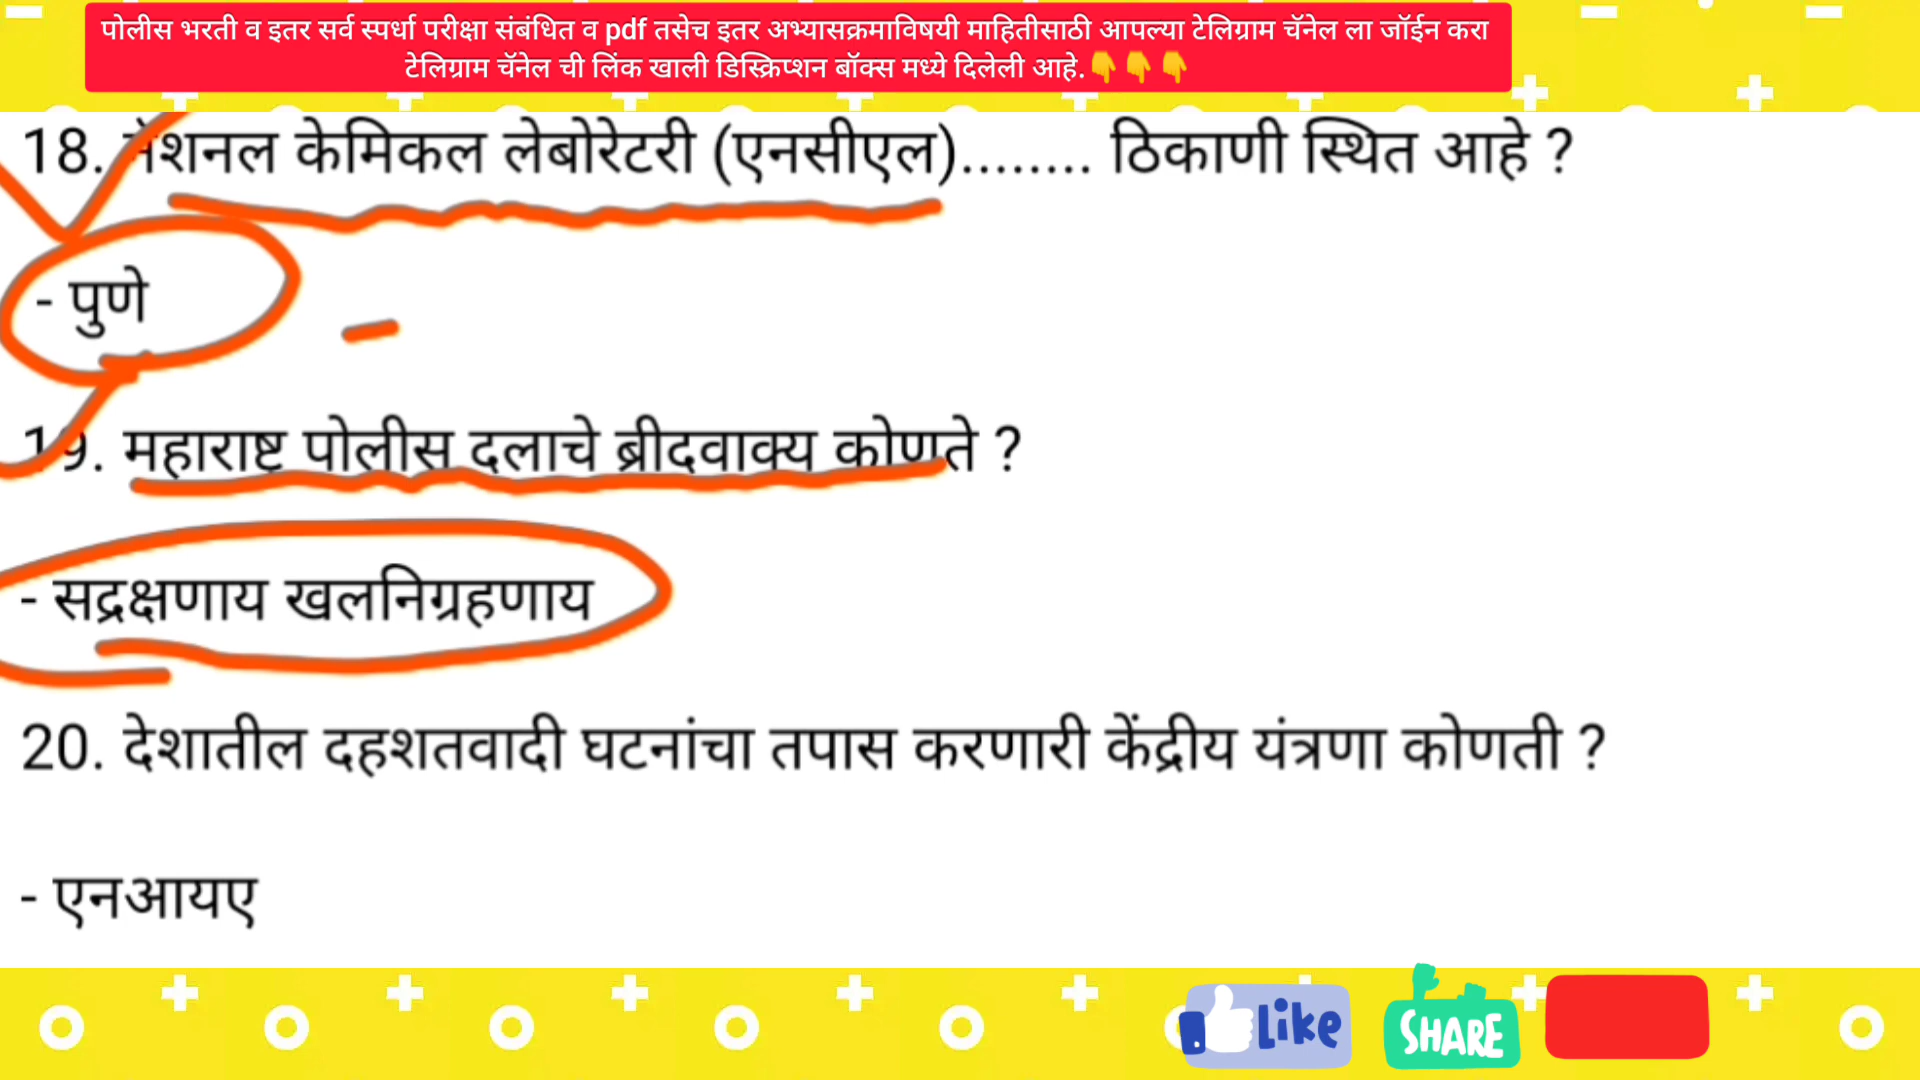 पोलीस भरती व इतर सर्व स्पर्धा परीक्षा संबंधित व pdf तसेच इतर अभ्यासक्रमाविषयी माहितीसाठी आपल्या टेलिग्राम चॅनेल ला जॉईन करा
टेलिग्राम चॅनेल ची लिंक खाली डिस्क्रिप्शन बॉक्स मध्ये दिलेली आहे.👇👇👇
18. नॅशनल केमिकल लेबोरेटरी (एनसीएल)........ ठिकाणी स्थित आहे ?
- पुणे
19. महाराष्ट पोलीस दलाचे ब्रीदवाक्य कोणते ?
- सद्रक्षणाय खलनिग्रहणाय
20. देशातील दहशतवादी घटनांचा तपास करणारी केंद्रीय यंत्रणा कोणती ?
- एनआयए
Like
SHARE